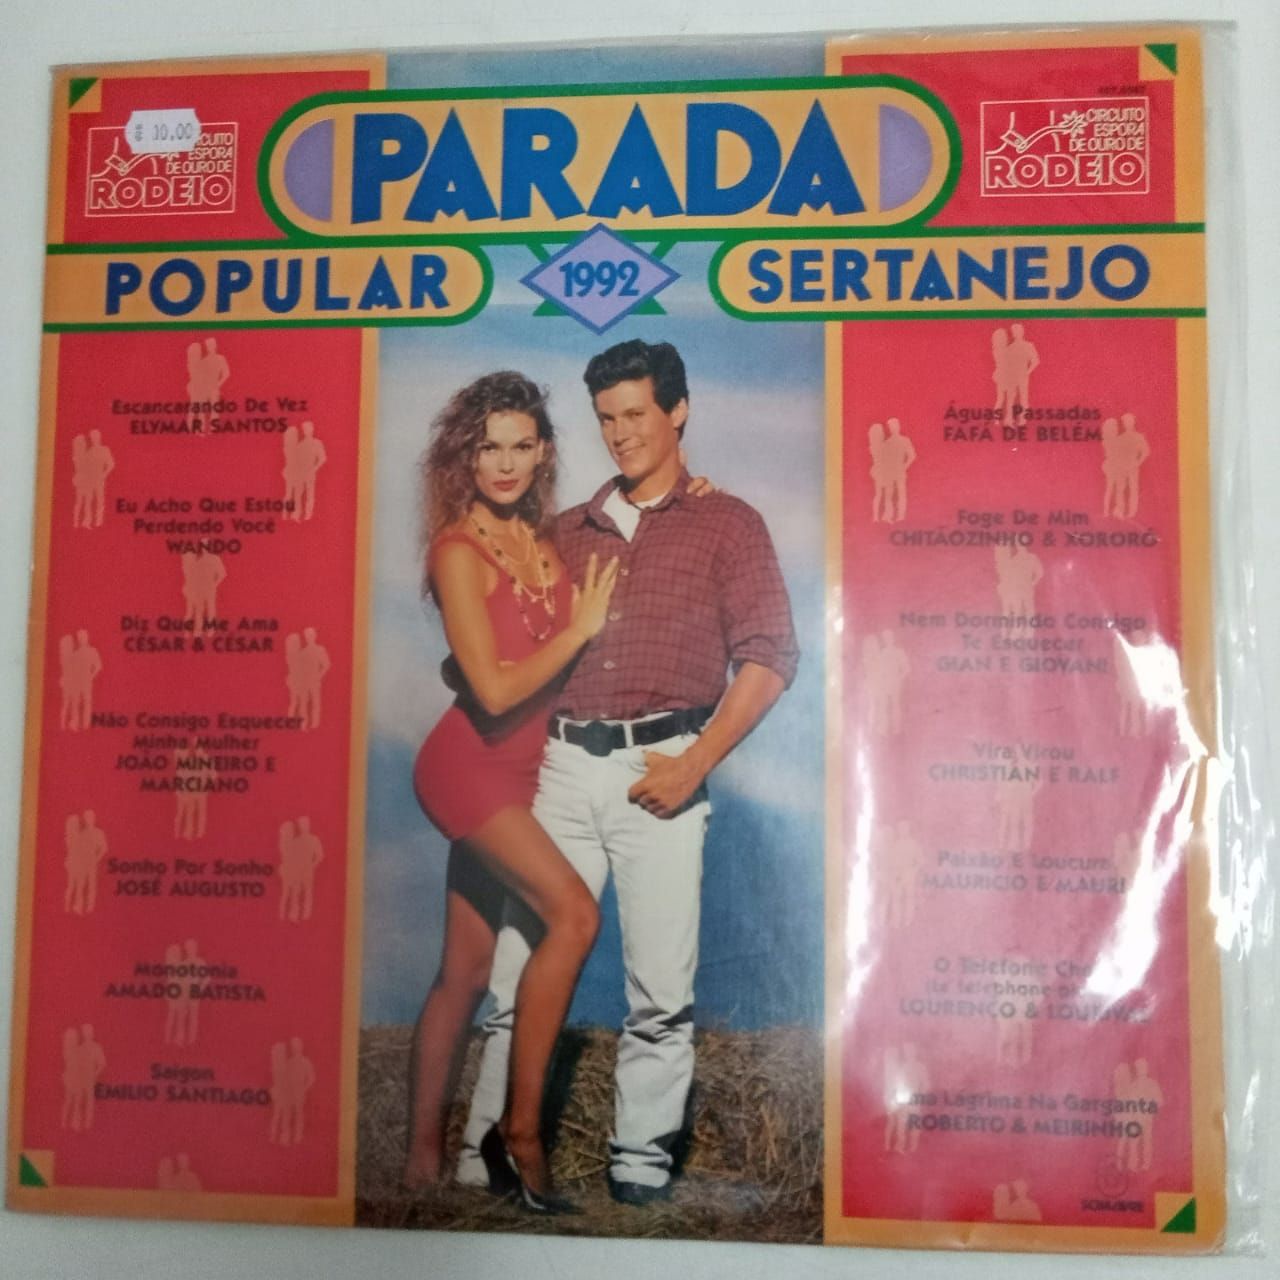 10,00
CIRCUITO
ESPORA
DE OURO DE
RODEIO
PARADA
CIRCUITO
ESPORA
DE OURO DE
RODEIO
POPULAR
1992
SERTANEJO
Escancarando De Vez
ELYMAR SANTOS
Eu Acho Que Estou
Perdendo Você
WANDO
Diz Que Me Ama
CÉSAR & CÉSAR
Não Consigo Esquecer
Minha Mulher
JOÃO MINEIRO E
MARCIANO
Sonho Por Sonho
JOSÉ AUGUSTO
Monotonia
AMADO BATISTA
Saigon
EMILIO SANTIAGO
Águas Passadas
FAFÁ DE BELÉM
Foge De Mim
CHITÃOZINHO & XORORÓ
Nem Dormindo Consigo
Te Esquecer
GIAN E GIOVANI
Vira Virou
CHRISTIAN E RALF
Paixão E Loucura
MAURICIO E MAURI
O Telefone
LOURENÇO & LOURIVAL
Lágrima Na Garganta
ROBERTO & MEIRINHO
SOM LIVRE